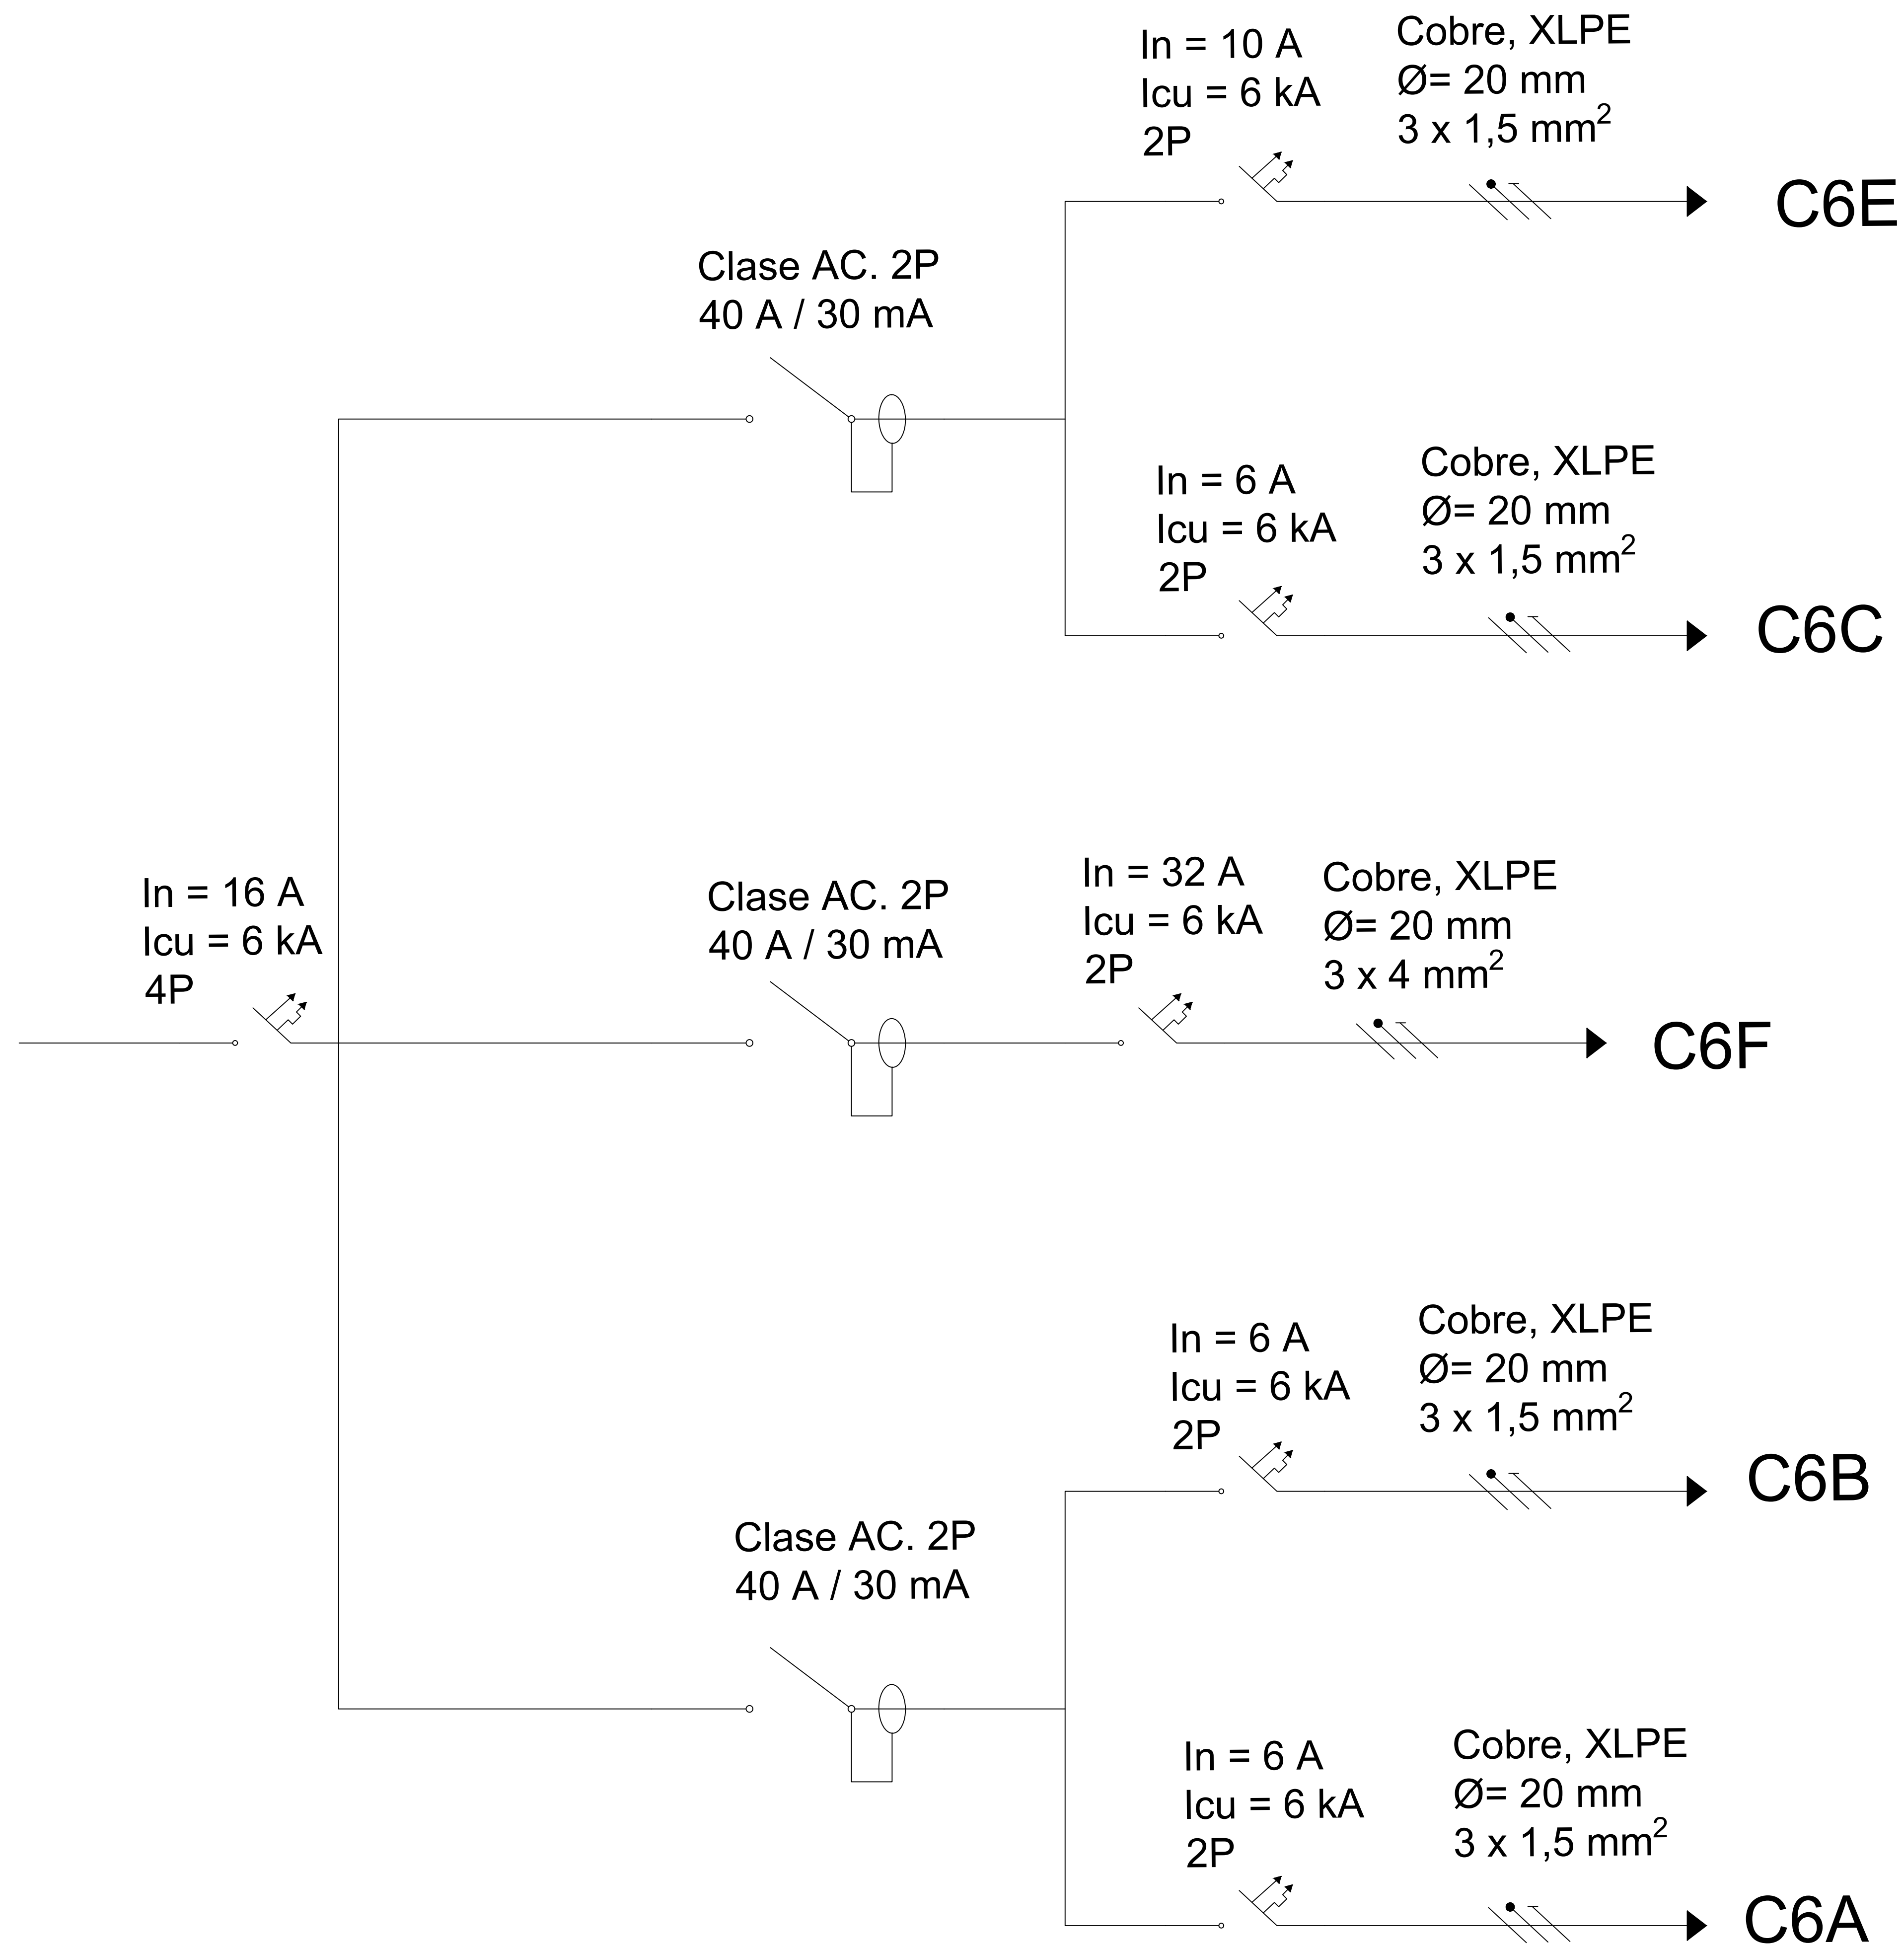 In = 10 A
Icu = 6 kA
2P
Cobre, XLPE
Ø= 20 mm
3 x 1,5 mm²
C6E
Clase AC. 2P
40 A / 30 mA
In = 6 A
Icu = 6 kA
2P
Cobre, XLPE
Ø= 20 mm
3 x 1,5 mm²
C6C
In = 16 A
Icu = 6 kA
4P
Clase AC. 2P
40 A / 30 mA
In = 32 A
Icu = 6 kA
2P
Cobre, XLPE
Ø= 20 mm
3 x 4 mm²
C6F
In = 6 A
Icu = 6 kA
2P
Cobre, XLPE
Ø= 20 mm
3 x 1,5 mm²
C6B
Clase AC. 2P
40 A / 30 mA
In = 6 A
Icu = 6 kA
2P
Cobre, XLPE
Ø= 20 mm
3 x 1,5 mm²
C6A